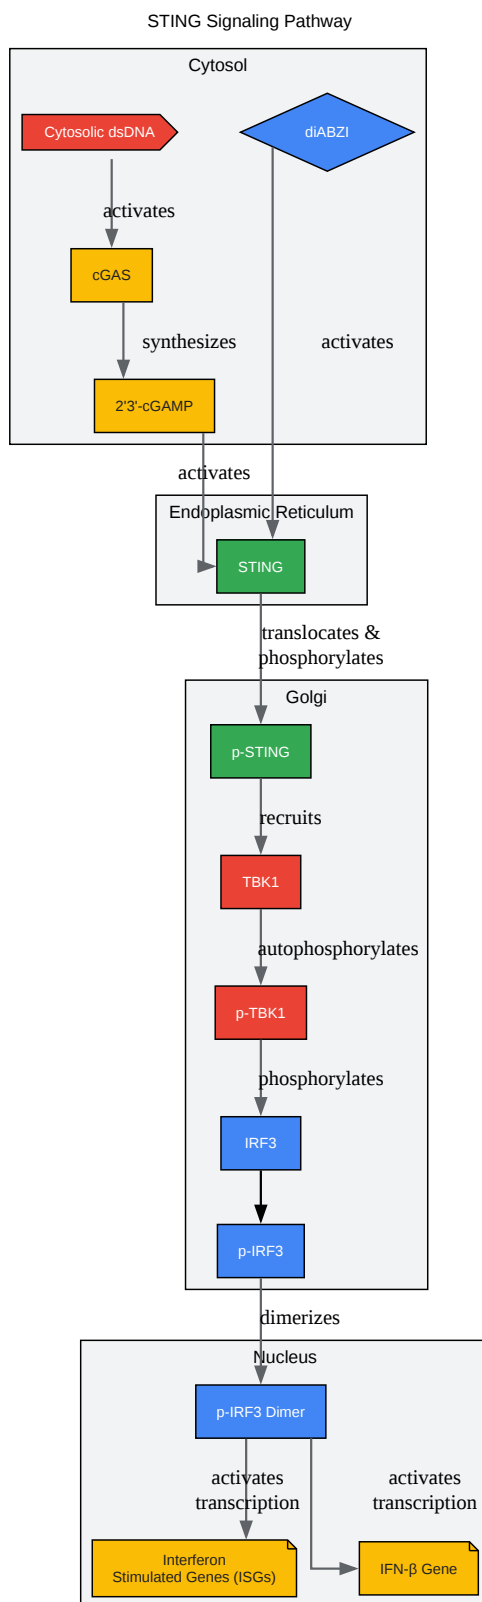 STING Signaling Pathway
Cytosol
Cytosolic dsDNA
diABZI
activates
cGAS
synthesizes
activates
2'3'-cGAMP
activates
Endoplasmic Reticulum
STING
translocates &
phosphorylates
Golgi
p-STING
recruits
TBK1
autophosphorylates
p-TBK1
phosphorylates
IRF3
p-IRF3
dimerizes
Nucleus
p-IRF3 Dimer
activates
transcription
activates
transcription
Interferon
Stimulated Genes (ISGs)
IFN-β Gene